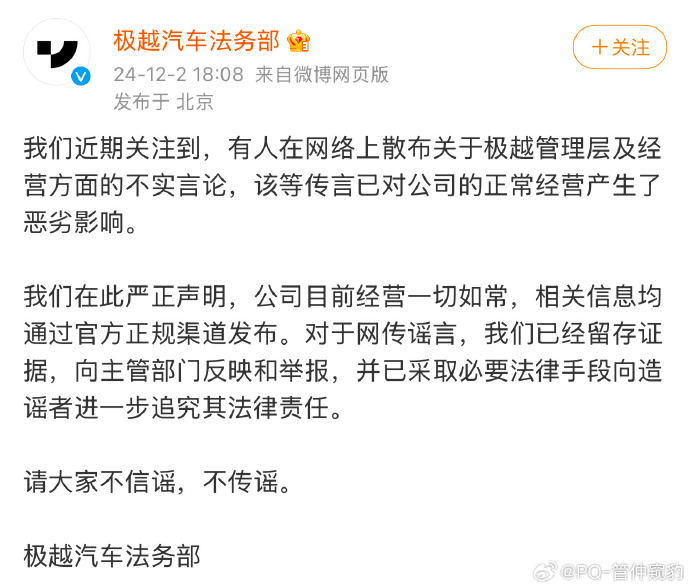 极越汽车法务部
+关注
24-12-2 18:08 来自微博网页版
发布于 北京
我们近期关注到，有人在网络上散布关于极越管理层及经
营方面的不实言论，该等传言已对公司的正常经营产生了
恶劣影响。
我们在此严正声明，公司目前经营一切如常，相关信息均
通过官方正规渠道发布。对于网传谣言，我们已经留存证
据，向主管部门反映和举报，并已采取必要法律手段向造
谣者进一步追究其法律责任。
请大家不信谣，不传谣。
极越汽车法务部
@PQ-管伸窥豹